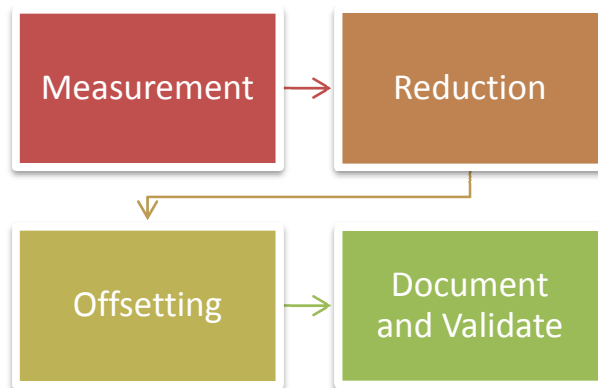 Measurement
Reduction
Offsetting
Document
and Validate